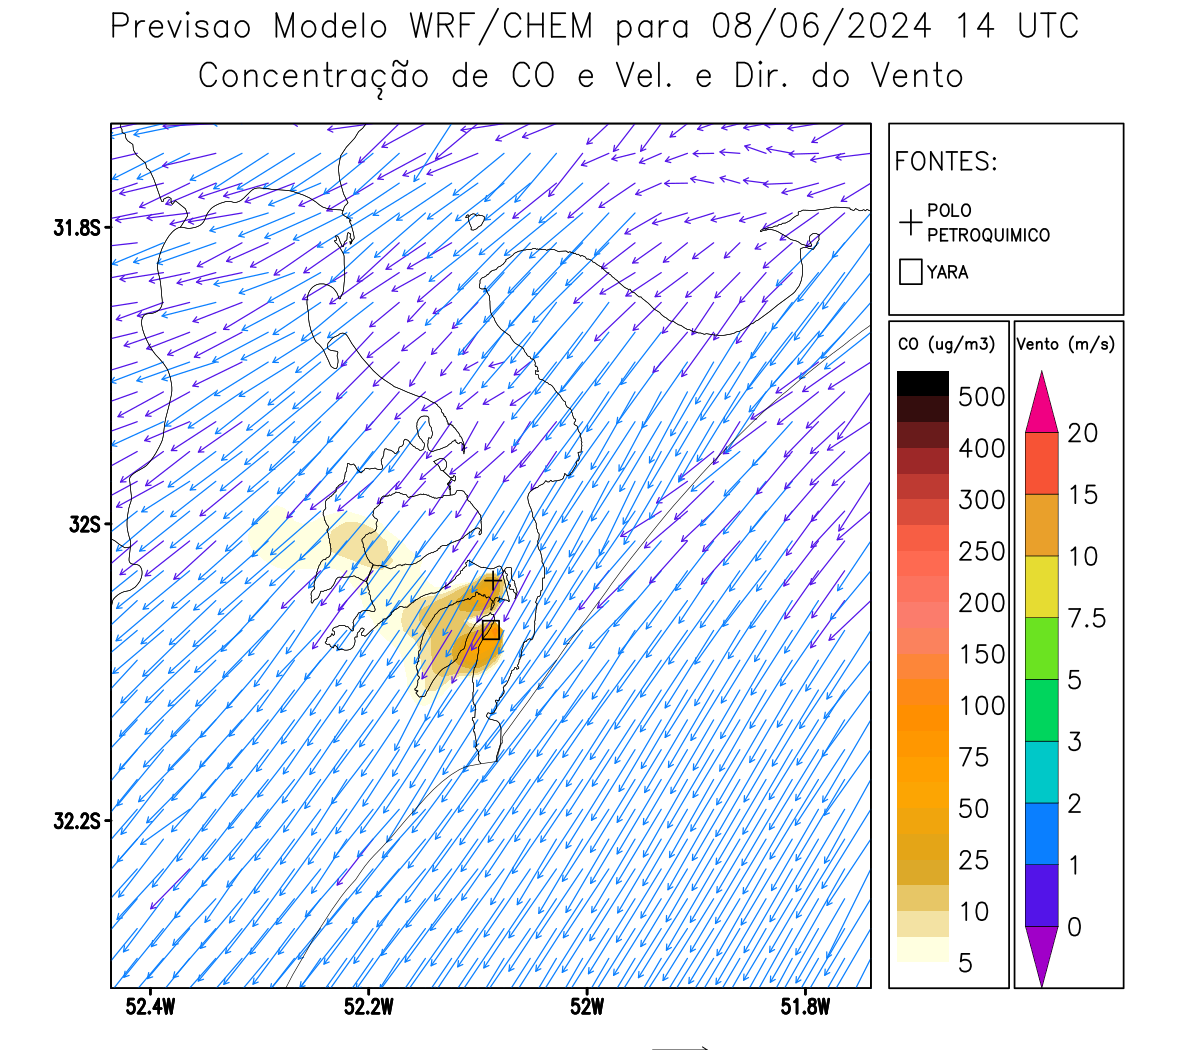 Previsao Modelo WRF/CHEM para 08/06/2024 14 UTC
Concentração de CO e Vel. e Dir. do Vento
FONTES:
POLO
PETROQUIMICO
YARA
CO (ug/m3)
500
400
300
250
200
150
100
75
50
25
10
5
Vento (m/s)
20
15
10
7.5
5
3
2
1
0
31.8S
32S
32.2S
52.4W
52.2W
52W
51.8W